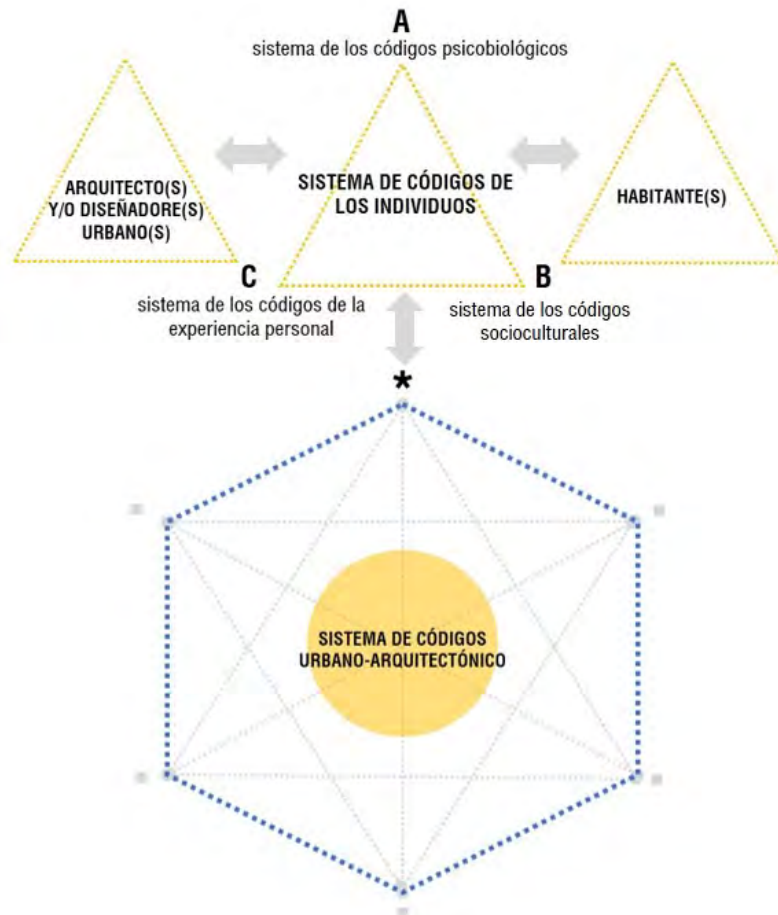 A
sistema de los códigos psicobiológicos
ARQUITECTO(S)
Y/O DISEÑADORE(S)
URBANO(S)
SISTEMA DE CÓDIGOS DE
LOS INDIVIDUOS
HABITANTE(S)
C
sistema de los códigos de la
experiencia personal
B
sistema de los códigos
socioculturales
*
SISTEMA DE CÓDIGOS
URBANO-ARQUITECTÓNICO